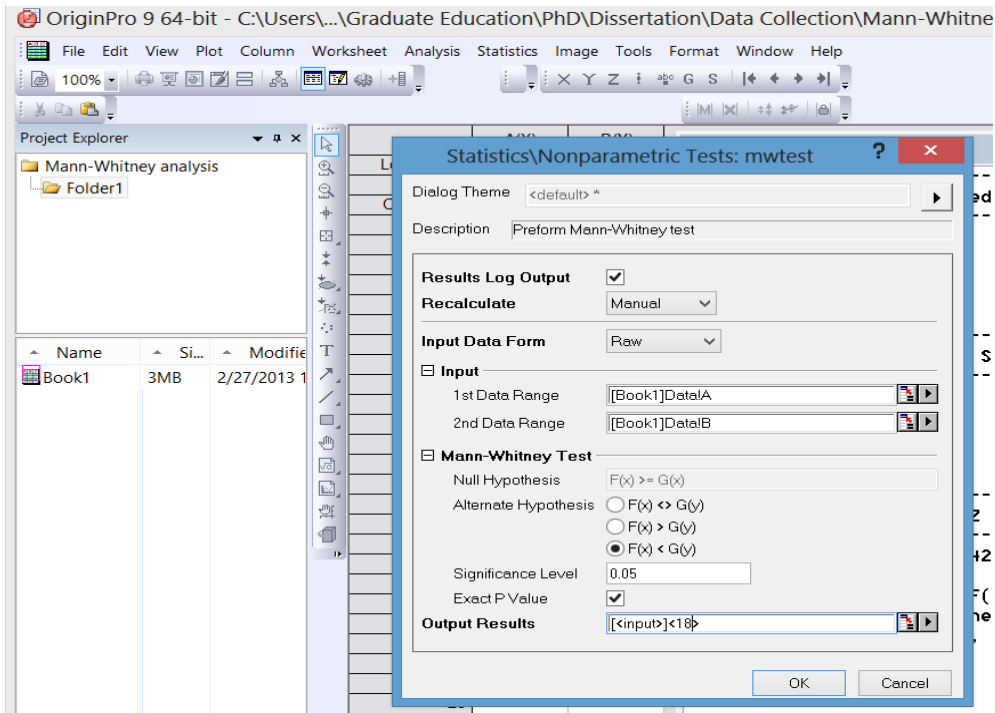 OriginPro 9 64-bit - C:\Users\...\Graduate Education\PhD\Dissertation\Data Collection\Mann-Whitne
File Edit View Plot Column Worksheet Analysis Statistics Image Tools Format Window Help
100% X Y Z abc G S
M
Project Explorer
A(X) B(Y)
Mann-Whitney analysis
Folder1
Name Si... Modifie
Book1 3MB 2/27/2013 1
T
Statistics\Nonparametric Tests: mwtest ?
Dialog Theme <default> *
Description Preform Mann-Whitney test
Results Log Output
Recalculate Manual
Input Data Form Raw
Input
1st Data Range [Book1]Data!A
2nd Data Range [Book1]Data!B
Mann-Whitney Test
Null Hypothesis F(x) >= G(x)
Alternate Hypothesis F(x) <> G(y)
F(x) > G(y)
F(x) < G(y)
Significance Level 0.05
Exact P Value
Output Results [<input>]<18>
OK Cancel